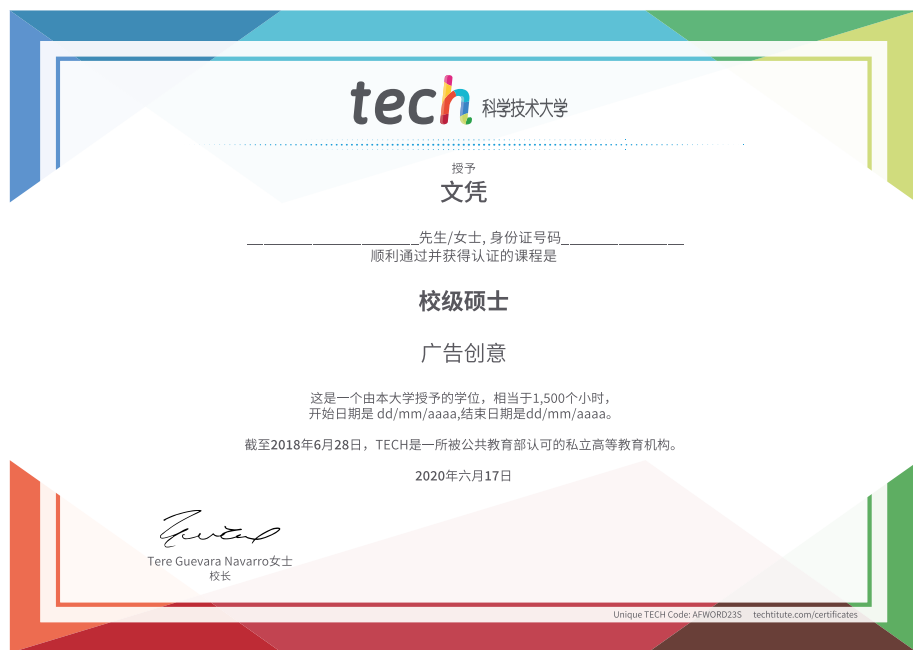 tech 科学技术大学
授予
文凭
_____________________先生/女士, 身份证号码_______________
顺利通过并获得认证的课程是
校级硕士
广告创意
这是一个由本大学授予的学位，相当于1,500个小时，
开始日期是 dd/mm/aaaa,结束日期是dd/mm/aaaa。
截至2018年6月28日，TECH是一所被公共教育部认可的私立高等教育机构。
2020年六月17日
Tere Guevara Navarro女士
校长
Unique TECH Code: AFWORD23S techtitute.com/certificates